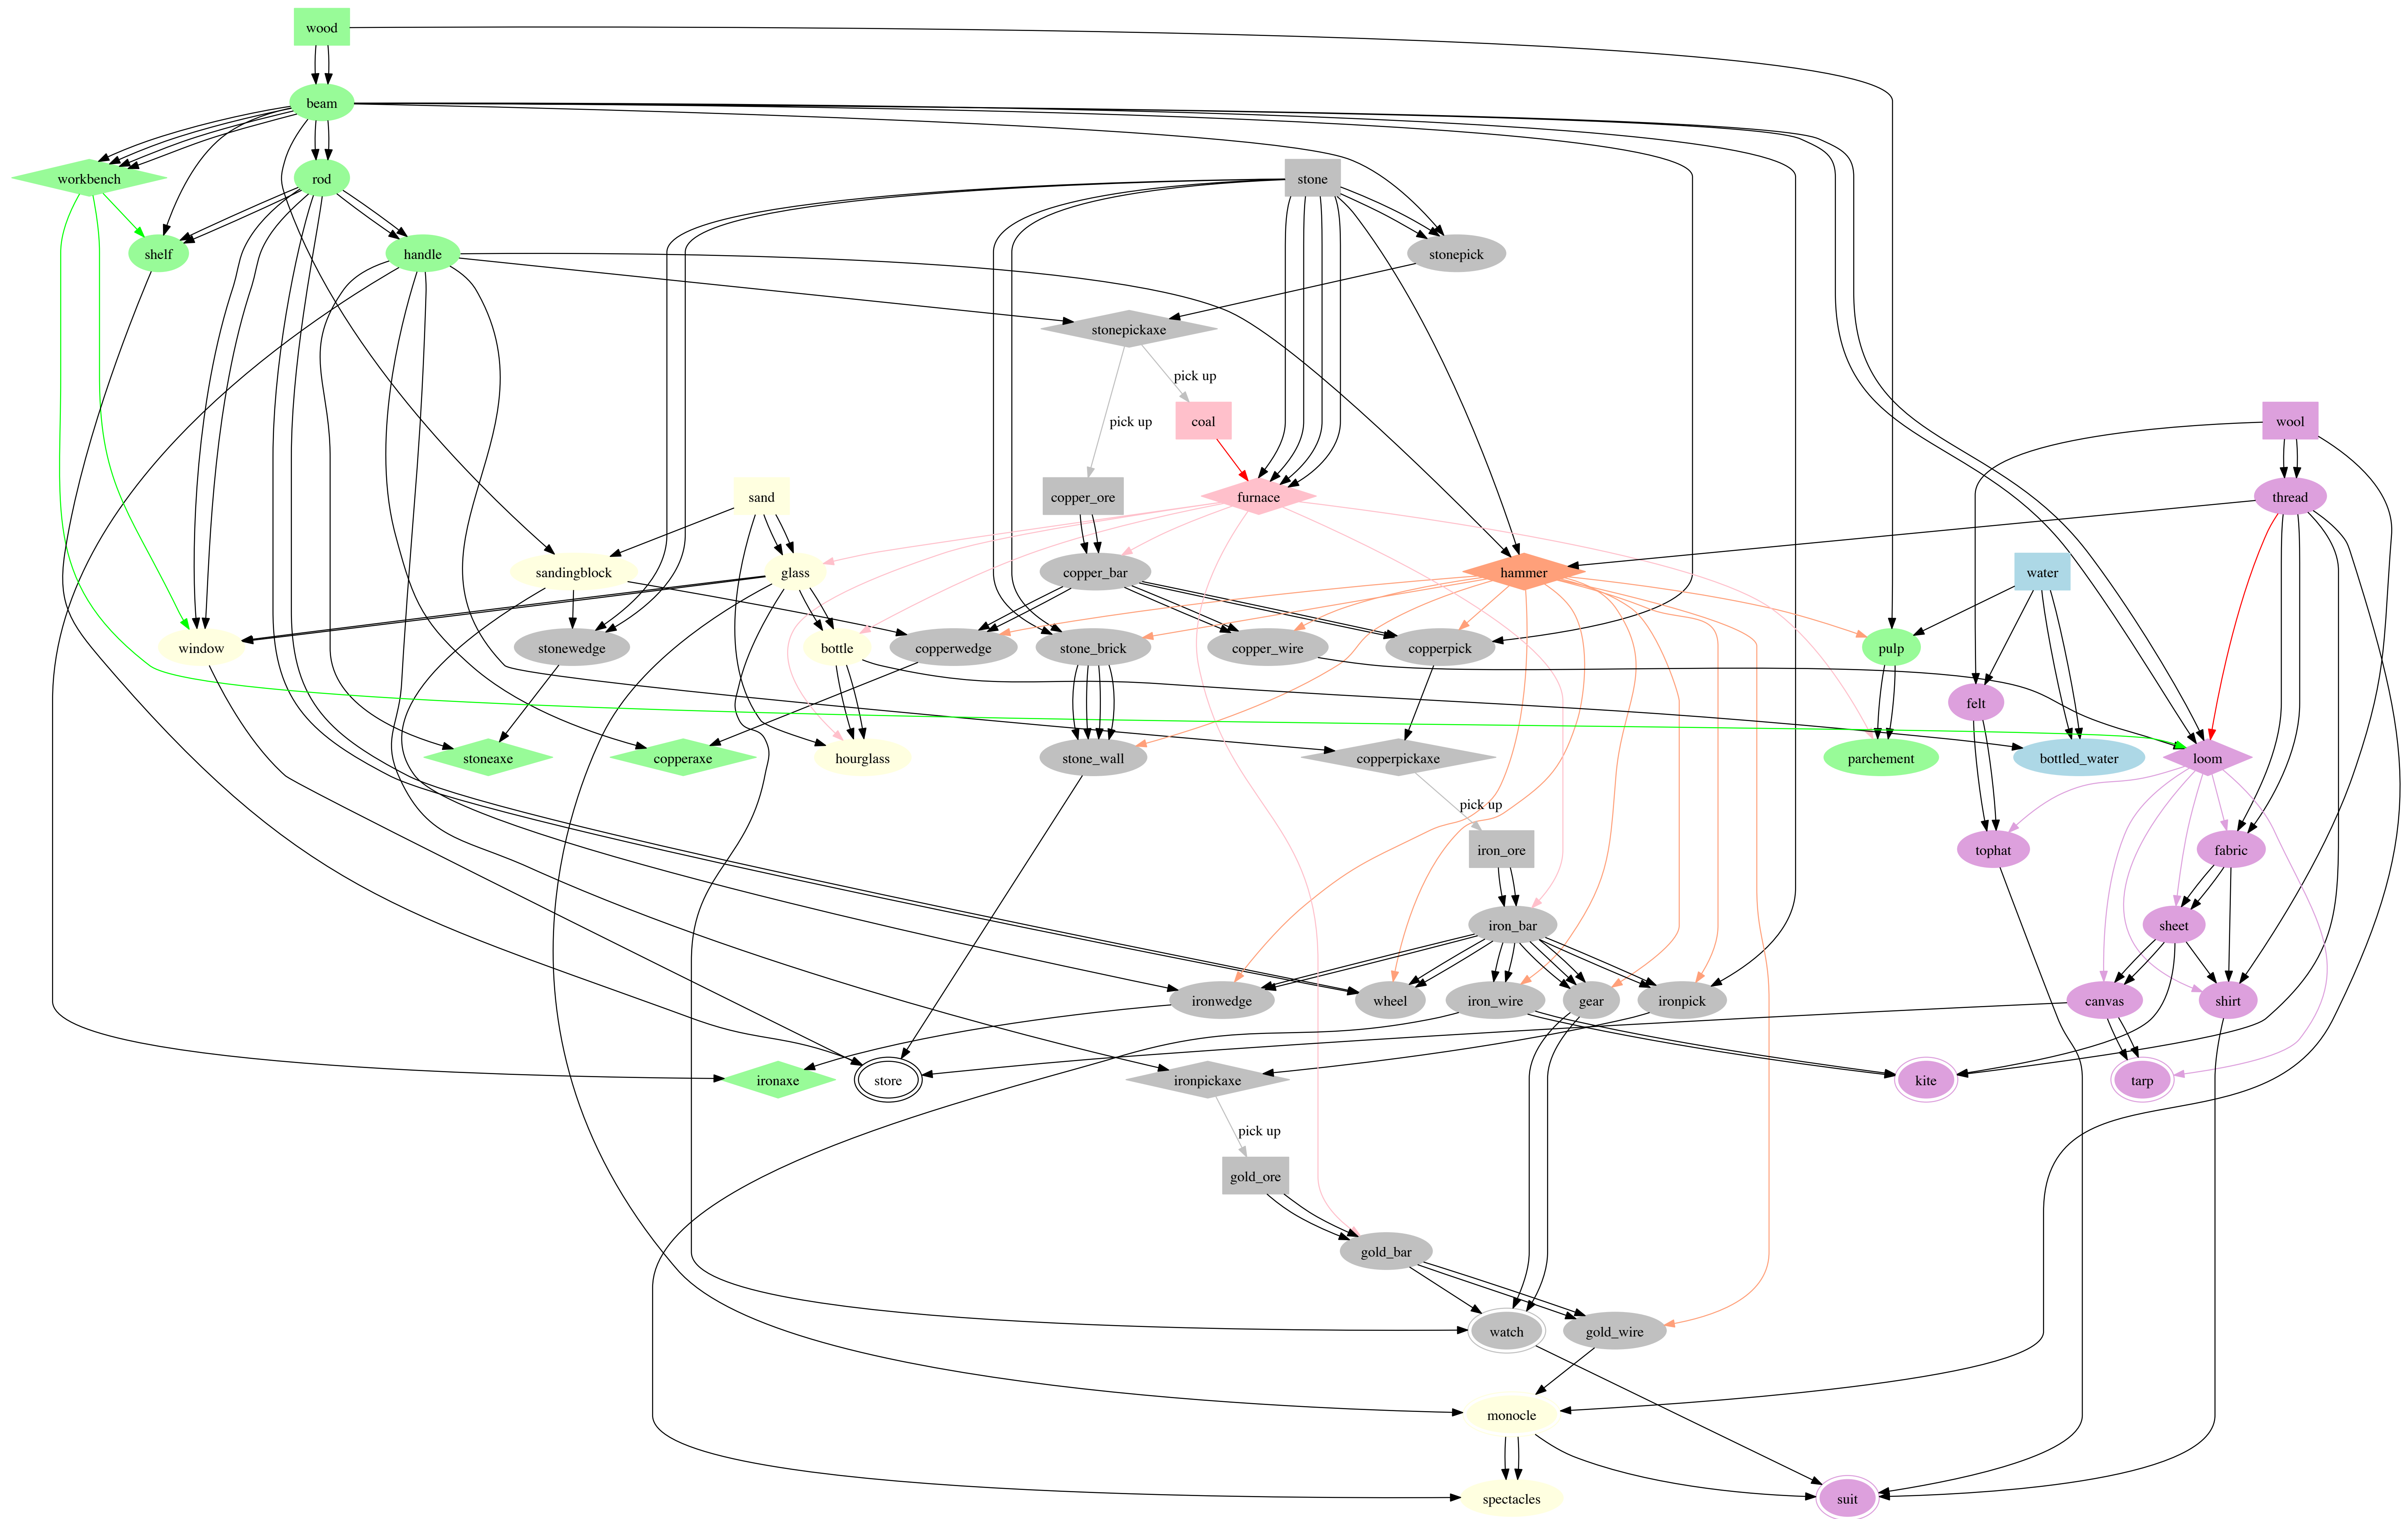 wood
beam
workbench
rod
stone
shelf
handle
stonepick
stonepickaxe
pick up
coal
pick up
wool
copper_ore
sand
furnace
thread
sandingblock
glass
copper_bar
hammer
water
window
stonewedge
bottle
copperwedge
stone_brick
copper_wire
copperpick
pulp
felt
stoneaxe
copperaxe
hourglass
stone_wall
copperpickaxe
parchement
bottled_water
loom
pick up
iron_ore
tophat
fabric
iron_bar
sheet
ironwedge
wheel
iron_wire
gear
ironpick
canvas
shirt
ironaxe
store
ironpickaxe
kite
tarp
pick up
gold_ore
gold_bar
watch
gold_wire
monocle
spectacles
suit